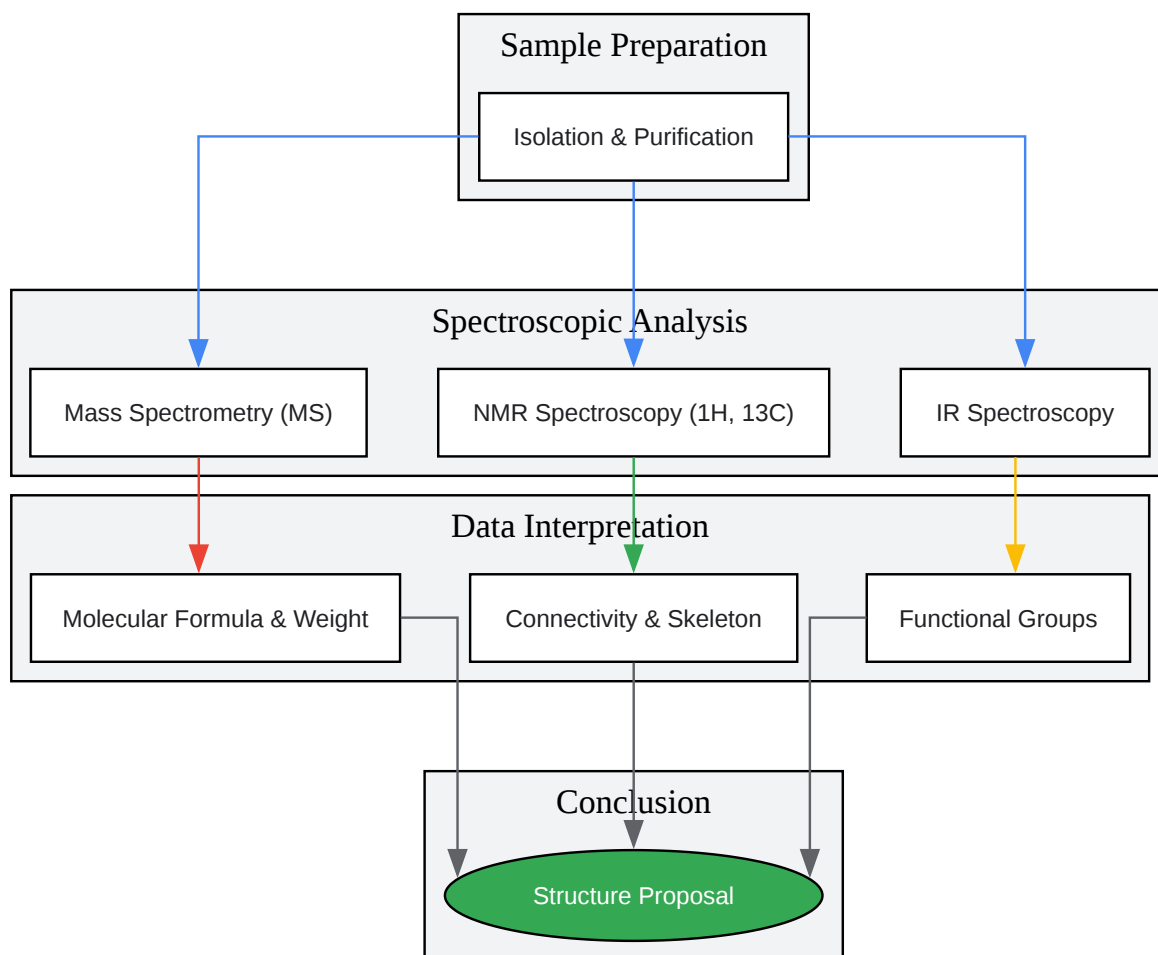 Sample Preparation
Isolation & Purification
Spectroscopic Analysis
Mass Spectrometry (MS)
NMR Spectroscopy (1H, 13C)
IR Spectroscopy
Data Interpretation
Molecular Formula & Weight
Connectivity & Skeleton
Functional Groups
Conclusion
Structure Proposal